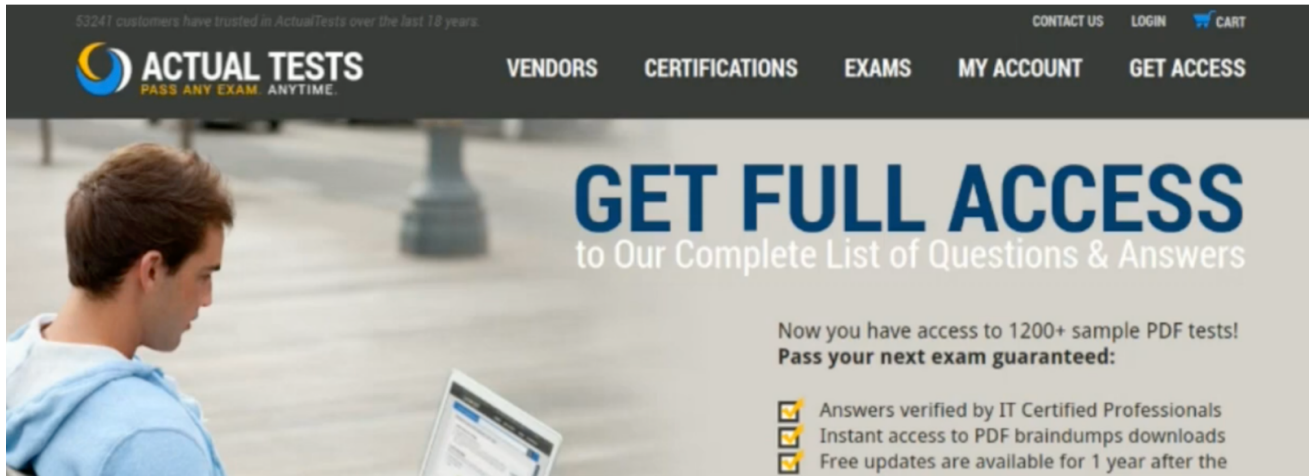 53241 customers have trusted in ActualTests over the last 18 years.
CONTACT US LOGIN CART
ACTUAL TESTS
PASS ANY EXAM. ANYTIME.
VENDORS CERTIFICATIONS EXAMS MY ACCOUNT GET ACCESS
GET FULL ACCESS
to Our Complete List of Questions & Answers
Now you have access to 1200+ sample PDF tests!
Pass your next exam guaranteed:
Answers verified by IT Certified Professionals
Instant access to PDF braindumps downloads
Free updates are available for 1 year after the